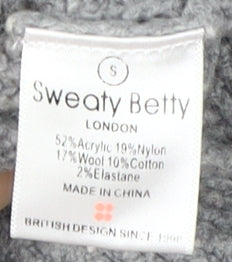 S
Sweaty Betty
LONDON
52%Acrylic 19%Nylon
17%Wool 10%Cotton
2%Elastane
MADE IN CHINA
BRITISH DESIGN SINCE 1998